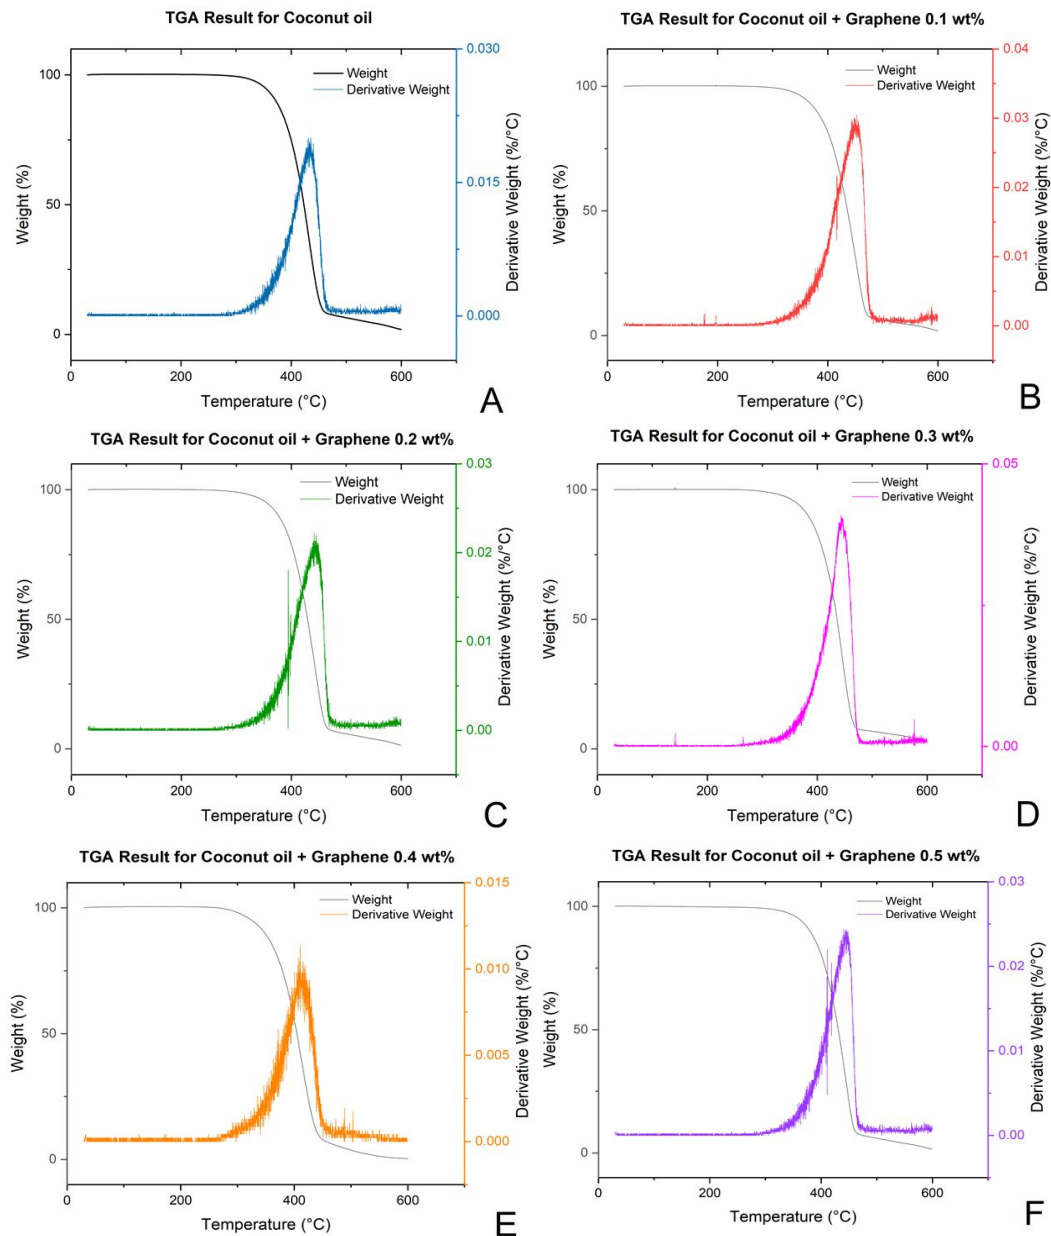 TGA Result for Coconut oil
Weight
Derivative Weight
100
50
0
0.030
0.015
0.000
0
200
400
600
Weight (%)
Derivative Weight (%/°C)
Temperature (°C)
A
TGA Result for Coconut oil + Graphene 0.1 wt%
Weight
Derivative Weight
100
50
0
0.04
0.03
0.02
0.01
0.00
0
200
400
600
Weight (%)
Derivative Weight (%/°C)
Temperature (°C)
B
TGA Result for Coconut oil + Graphene 0.2 wt%
Weight
Derivative Weight
100
50
0
0.03
0.02
0.01
0.00
0
200
400
600
Weight (%)
Derivative Weight (%/°C)
Temperature (°C)
C
TGA Result for Coconut oil + Graphene 0.3 wt%
Weight
Derivative Weight
100
50
0
0.05
0.00
0
200
400
600
Weight (%)
Derivative Weight (%/°C)
Temperature (°C)
D
TGA Result for Coconut oil + Graphene 0.4 wt%
Weight
Derivative Weight
100
50
0
0.015
0.010
0.005
0.000
0
200
400
600
Weight (%)
Derivative Weight (%/°C)
Temperature (°C)
E
TGA Result for Coconut oil + Graphene 0.5 wt%
Weight
Derivative Weight
100
50
0
0.03
0.02
0.01
0.00
0
200
400
600
Weight (%)
Derivative Weight (%/°C)
Temperature (°C)
F